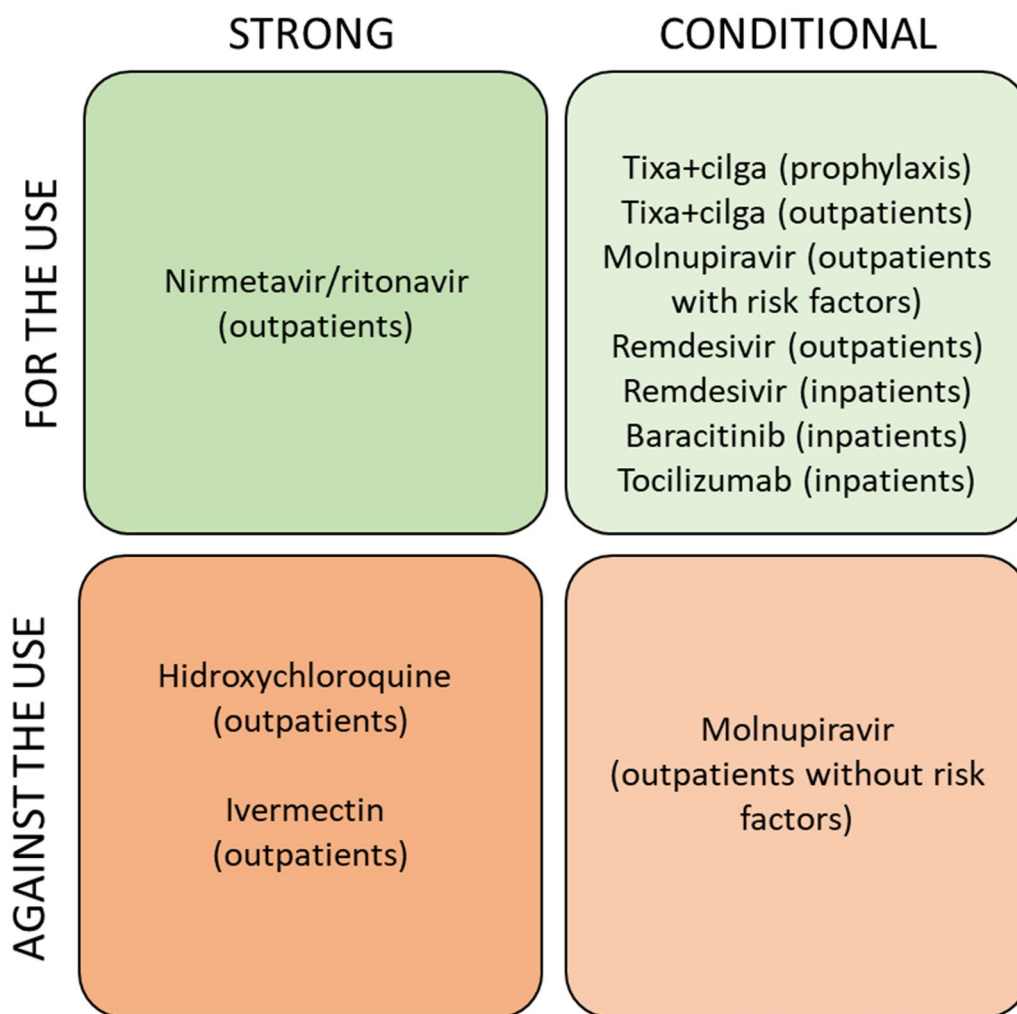 STRONG
CONDITIONAL
FOR THE USE
Nirmetavir/ritonavir
(outpatients)
Tixa+cilga (prophylaxis)
Tixa+cilga (outpatients)
Molnupiravir (outpatients
with risk factors)
Remdesivir (outpatients)
Remdesivir (inpatients)
Baracitinib (inpatients)
Tocilizumab (inpatients)
AGAINST THE USE
Hidroxychloroquine
(outpatients)
Ivermectin
(outpatients)
Molnupiravir
(outpatients without risk
factors)